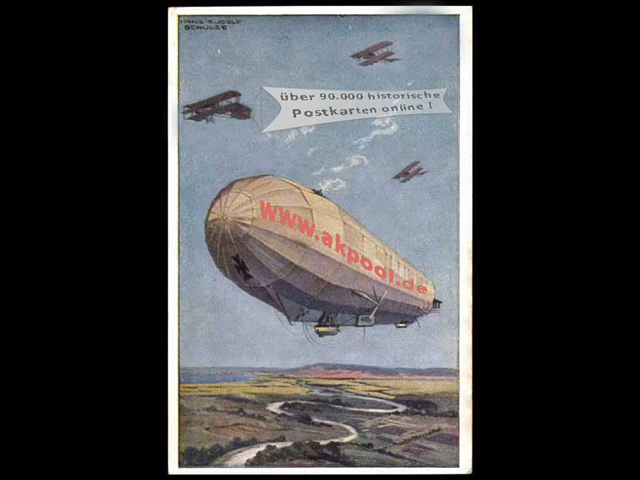 HANS RUDOLF
SCHULZE
über 90.000 historische
Postkarten online !
www.akpool.de